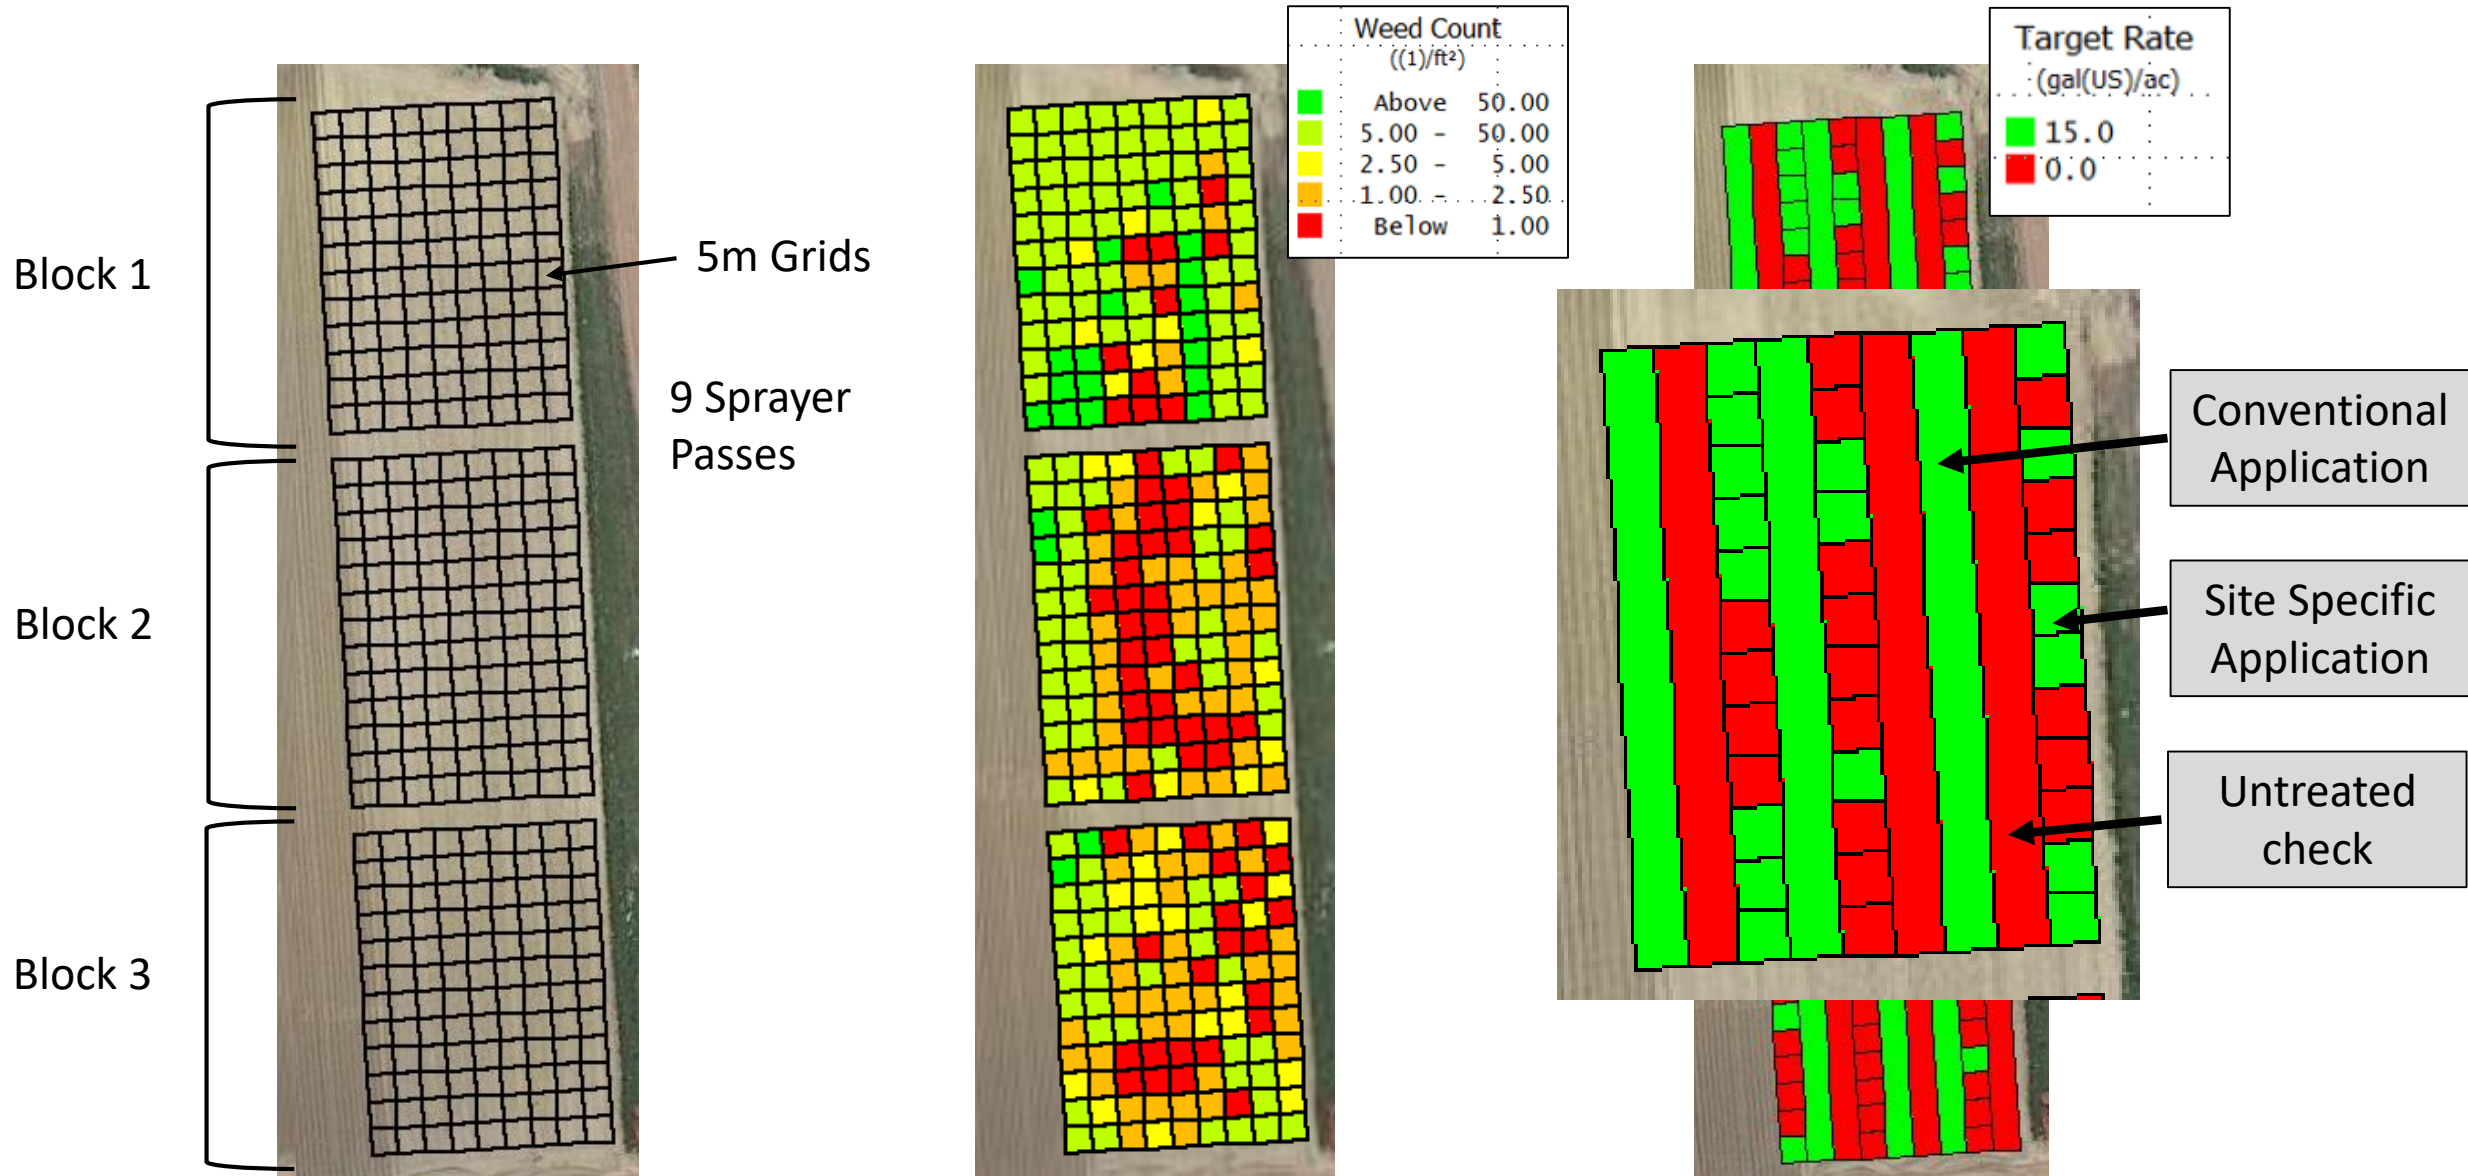 Block 1
Block 2
Block 3
5m Grids
9 Sprayer
Passes
Weed Count
((1)/ft²)
Above 50.00
5.00 - 50.00
2.50 - 5.00
1.00 - 2.50
Below 1.00
Target Rate
(gal(US)/ac)
15.0
0.0
Conventional
Application
Site Specific
Application
Untreated
check